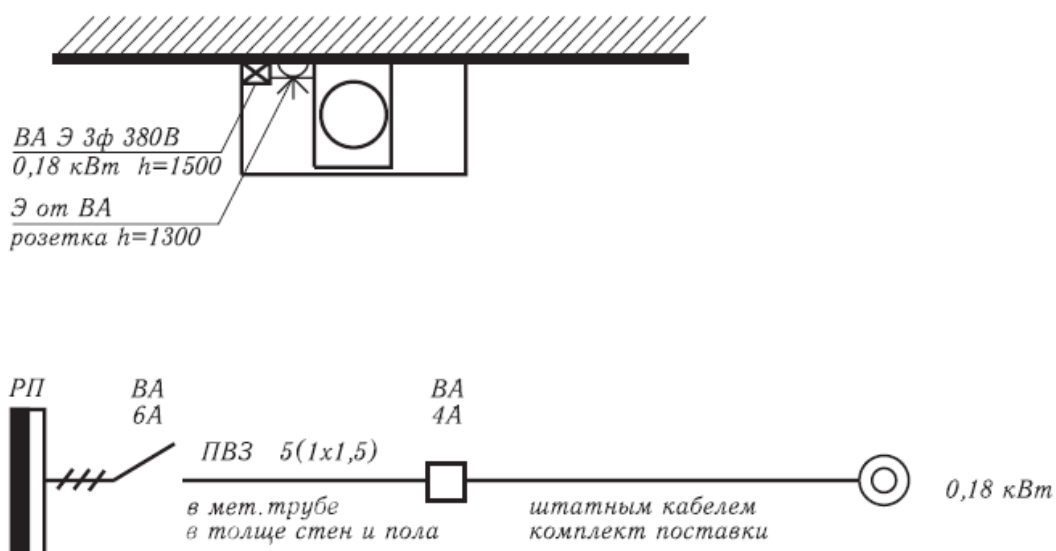 ВА Э 3ф 380В
0,18 кВт h=1500
Э от ВА
розетка h=1300
РП
ВА
6А
ВА
4А
ПВЗ 5(1х1,5)
в мет.трубе
в толще стен и пола
штатным кабелем
комплект поставки
0,18 кВт